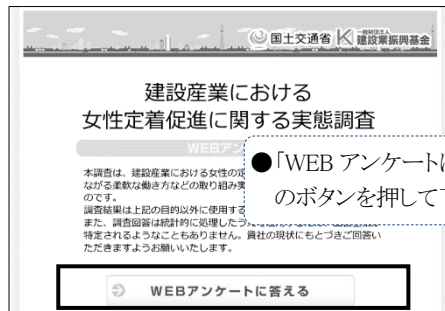 国土交通省 一般財団法人 建設業振興基金
建設産業における
女性定着促進に関する実態調査
WEBアン
本調査は、建設産業における女性の定
ながる柔軟な働き方などの取り組み実
のです。
調査結果は上記の目的以外に使用する
また、調査回答は統計的に処理したう
特定されるようなこともありません。貴社の現状にもとづきご回答い
ただきますようお願いいたします。
●「WEB アンケートに
のボタンを押して下
WEBアンケートに答える